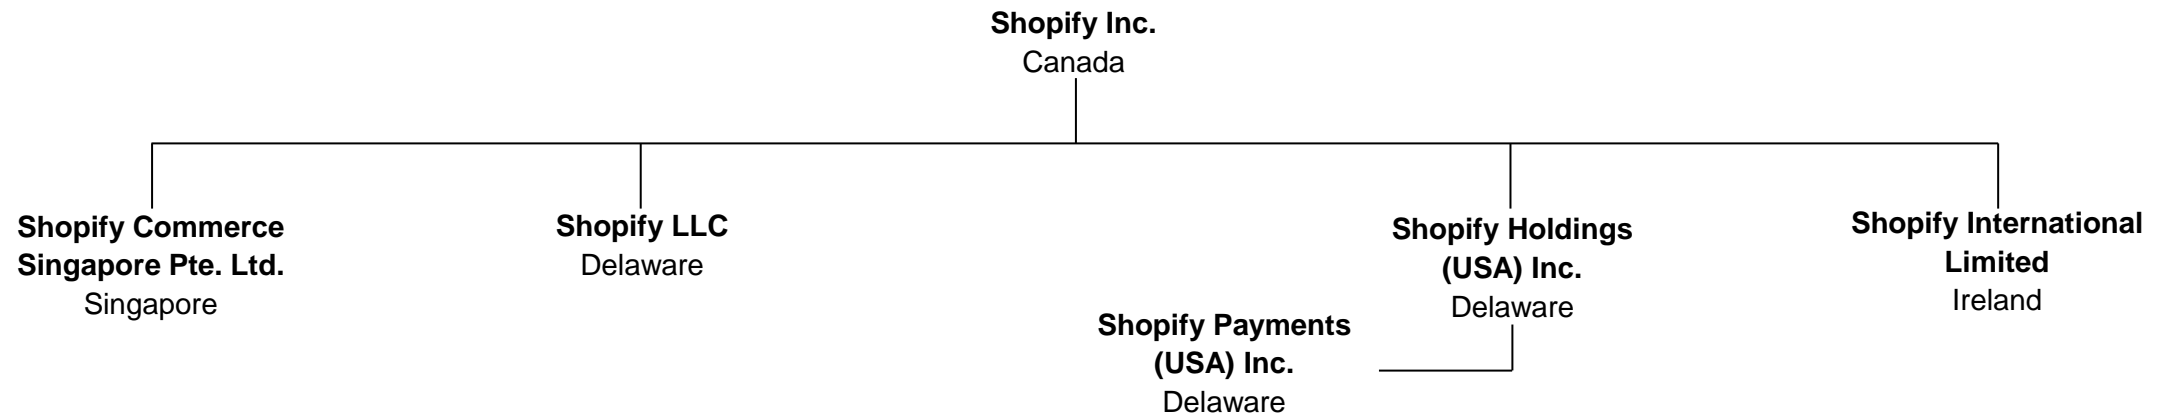 Shopify Inc.
Canada
Shopify Commerce
Singapore Pte. Ltd.
Singapore
Shopify LLC
Delaware
Shopify Holdings
(USA) Inc.
Delaware
Shopify International
Limited
Ireland
Shopify Payments
(USA) Inc.
Delaware